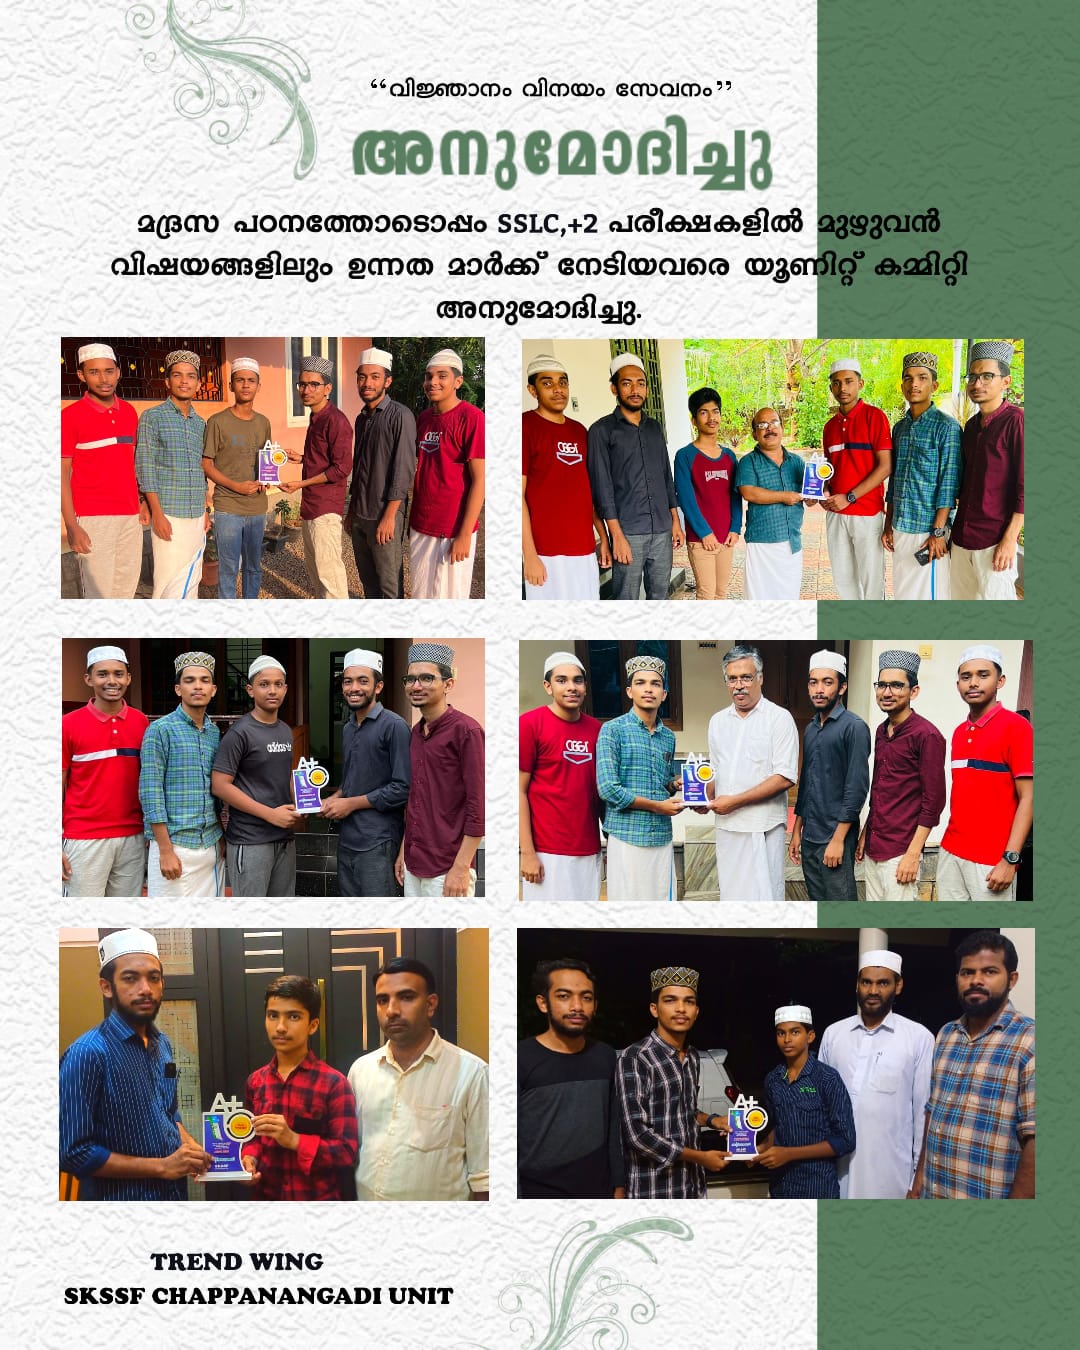 “വിജ്ഞാനം വിനയം സേവനം”
അനുമോദിച്ചു
മദ്രസ പഠനത്തോടൊപ്പം SSLC,+2 പരീക്ഷകളിൽ മുഴുവൻ
വിഷയങ്ങളിലും ഉന്നത മാർക്ക് നേടിയവരെ യൂണിറ്റ് കമ്മിറ്റി
അനുമോദിച്ചു.
A+
A+
A+
adidas
A+
A+
A+
TREND WING
SKSSF CHAPPANANGADI UNIT